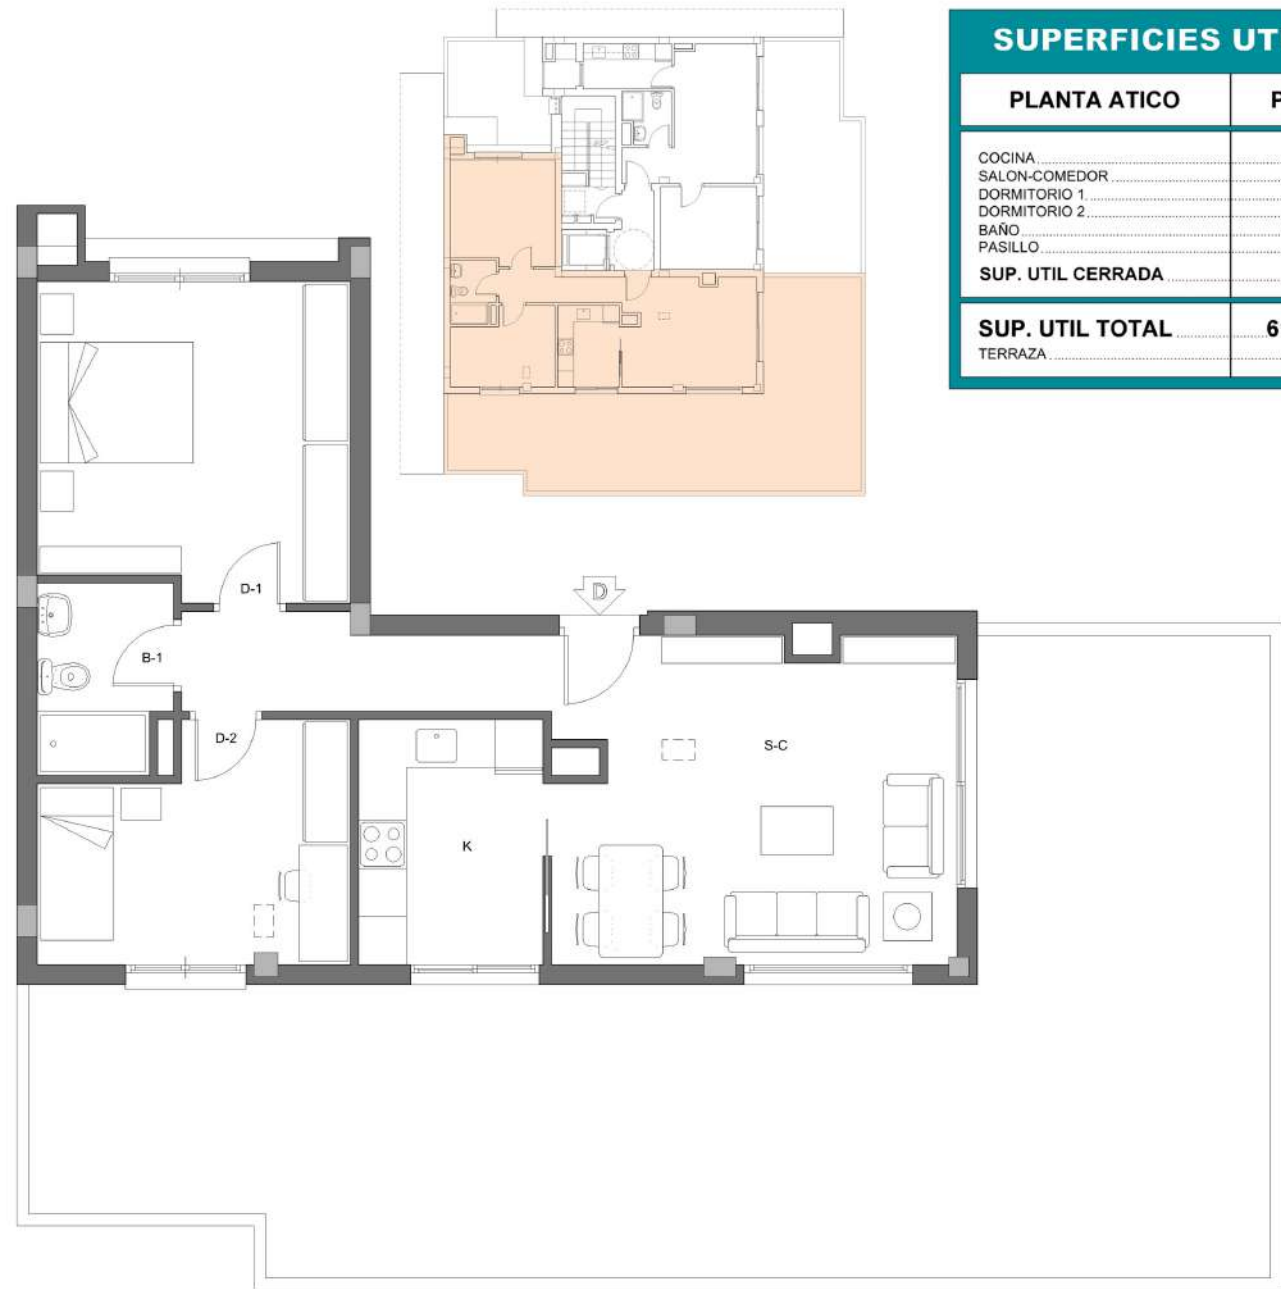 SUPERFICIES UT
PLANTA ATICO P
COCINA
SALON-COMEDOR
DORMITORIO 1
DORMITORIO 2
BAÑO
PASILLO
SUP. UTIL CERRADA
SUP. UTIL TOTAL 6
TERRAZA
D
D-1
B-1
D-2
S-C
K